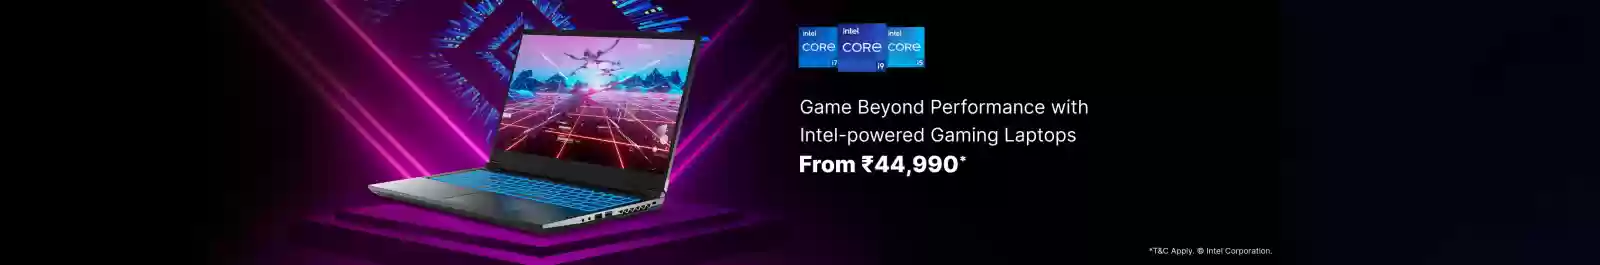 intel
CORE
i7
intel
CORE
i9
intel
CORE
i5
Game Beyond Performance with
Intel-powered Gaming Laptops
From ₹44,990*
*T&C Apply. © Intel Corporation.